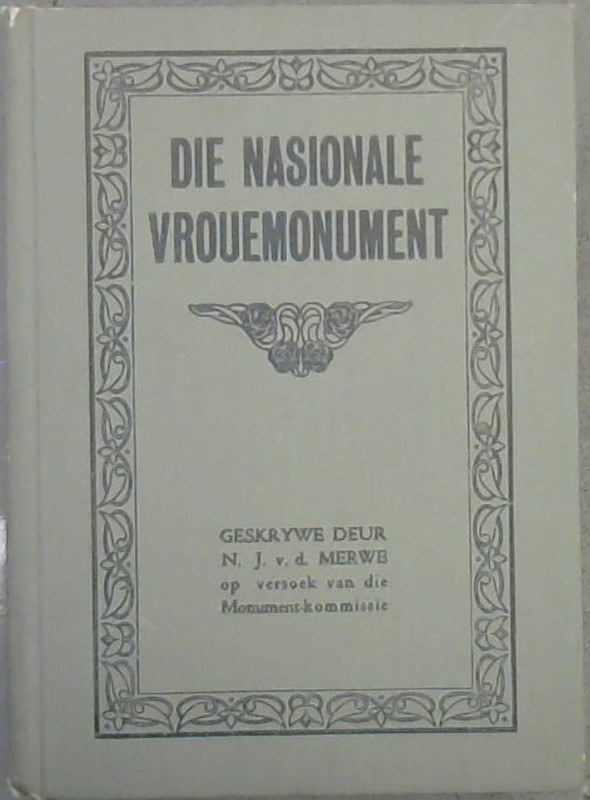 DIE NASIONALE
VROUEMONUMENT
GESKRYWE DEUR
N. J. v. d. MERWE
op versoek van die
Monument-kommissie